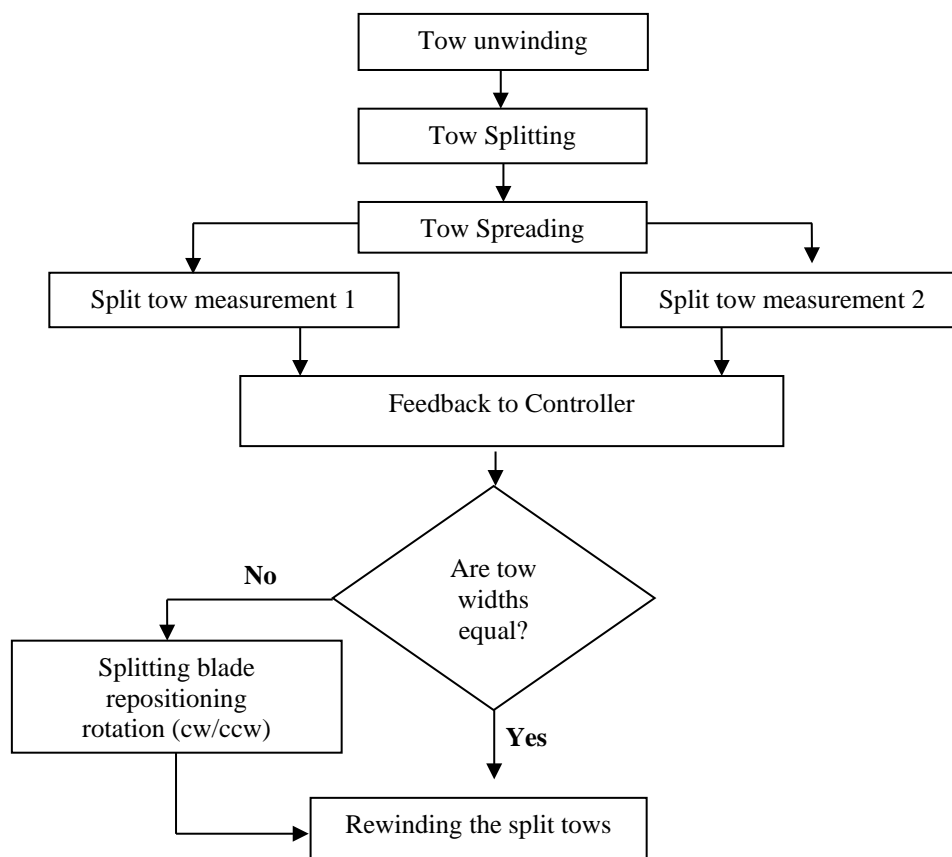 Tow unwinding
Tow Splitting
Tow Spreading
Split tow measurement 1
Split tow measurement 2
Feedback to Controller
Are tow
widths
equal?
No
Splitting blade
repositioning
rotation (cw/ccw)
Yes
Rewinding the split tows